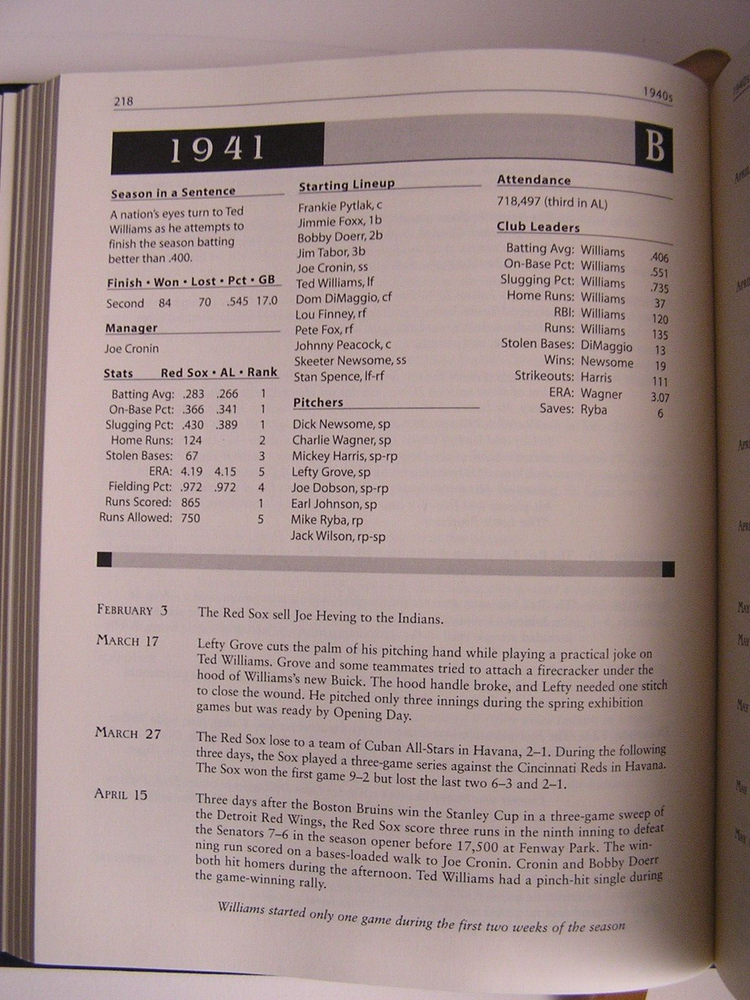 218
1940s
1941
B
Season in a Sentence
A nation's eyes turn to Ted
Williams as he attempts to
finish the season batting
better than .400.
Finish • Won • Lost • Pct • GB
Second 84 70 .545 17.0
Manager
Joe Cronin
Stats Red Sox • AL • Rank
Batting Avg: .283 .266 1
On-Base Pct: .366 .341 1
Slugging Pct: .430 .389 1
Home Runs: 124 2
Stolen Bases: 67 3
ERA: 4.19 4.15 5
Fielding Pct: .972 .972 4
Runs Scored: 865 1
Runs Allowed: 750 5
Starting Lineup
Frankie Pytlak, c
Jimmie Foxx, 1b
Bobby Doerr, 2b
Jim Tabor, 3b
Joe Cronin, ss
Ted Williams, lf
Dom DiMaggio, cf
Lou Finney, rf
Pete Fox, rf
Johnny Peacock, c
Skeeter Newsome, ss
Stan Spence, lf-rf
Pitchers
Dick Newsome, sp
Charlie Wagner, sp
Mickey Harris, sp-rp
Lefty Grove, sp
Joe Dobson, sp-rp
Earl Johnson, sp
Mike Ryba, rp
Jack Wilson, rp-sp
Attendance
718,497 (third in AL)
Club Leaders
Batting Avg: Williams .406
On-Base Pct: Williams .551
Slugging Pct: Williams .735
Home Runs: Williams 37
RBI: Williams 120
Runs: Williams 135
Stolen Bases: DiMaggio 13
Wins: Newsome 19
Strikeouts: Harris 111
ERA: Wagner 3.07
Saves: Ryba 6
February 3 The Red Sox sell Joe Heving to the Indians.
March 17 Lefty Grove cuts the palm of his pitching hand while playing a practical joke on
Ted Williams. Grove and some teammates tried to attach a firecracker under the
hood of Williams's new Buick. The hood handle broke, and Lefty needed one stitch
to close the wound. He pitched only three innings during the spring exhibition
games but was ready by Opening Day.
March 27 The Red Sox lose to a team of Cuban All-Stars in Havana, 2–1. During the following
three days, the Sox played a three-game series against the Cincinnati Reds in Havana.
The Sox won the first game 9–2 but lost the last two 6–3 and 2–1.
April 15 Three days after the Boston Bruins win the Stanley Cup in a three-game sweep of
the Detroit Red Wings, the Red Sox score three runs in the ninth inning to defeat
the Senators 7–6 in the season opener before 17,500 at Fenway Park. The win-
ning run scored on a bases-loaded walk to Joe Cronin. Cronin and Bobby Doerr
both hit homers during the afternoon. Ted Williams had a pinch-hit single during
the game-winning rally.
Williams started only one game during the first two weeks of the season